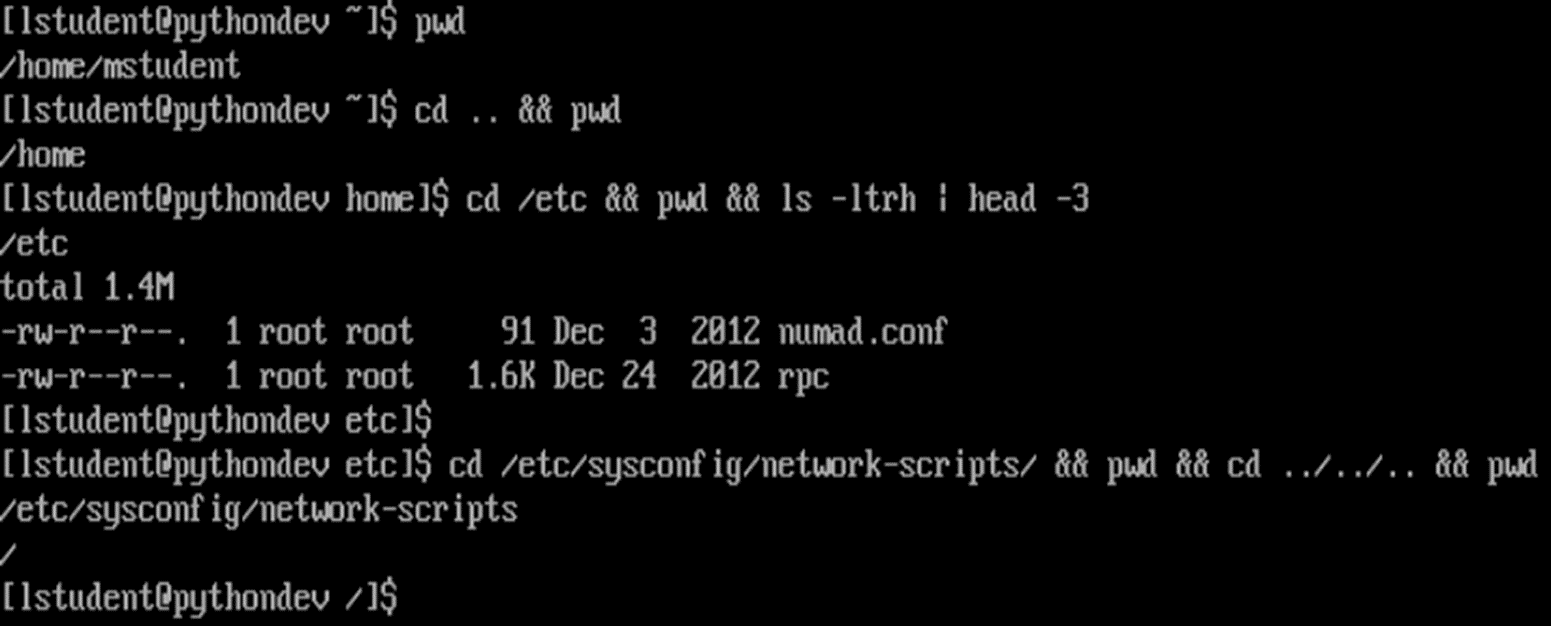 [lstudent@pythondev ~]$ pwd
/home/mstudent
[lstudent@pythondev ~]$ cd .. && pwd
/home
[lstudent@pythondev home]$ cd /etc && pwd && ls -ltrh | head -3
/etc
total 1.4M
-rw-r--r--.  1 root root     91 Dec  3  2012 numad.conf
-rw-r--r--.  1 root root   1.6K Dec 24  2012 rpc
[lstudent@pythondev etc]$
[lstudent@pythondev etc]$ cd /etc/sysconfig/network-scripts/ && pwd && cd ../../.. && pwd
/etc/sysconfig/network-scripts
/
[lstudent@pythondev /]$